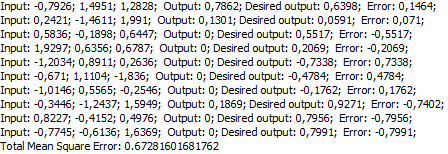 Input: -0,7926; 1,4951; 1,2828; Output: 0,7862; Desired output: 0,6398; Error: 0,1464;
Input: 0,2421; -1,4611; 1,991; Output: 0,1301; Desired output: 0,0591; Error: 0,071;
Input: 0,5836; -0,1898; 0,6447; Output: 0; Desired output: 0,5517; Error: -0,5517;
Input: 1,9297; 0,6356; 0,6787; Output: 0; Desired output: 0,2069; Error: -0,2069;
Input: -1,2034; 0,8911; 0,2636; Output: 0; Desired output: -0,7338; Error: 0,7338;
Input: -0,671; 1,1104; -1,836; Output: 0; Desired output: -0,4784; Error: 0,4784;
Input: -1,0146; 0,5565; -0,2546; Output: 0; Desired output: -0,1762; Error: 0,1762;
Input: -0,3446; -1,2437; 1,5949; Output: 0,1869; Desired output: 0,9271; Error: -0,7402;
Input: 0,8227; -0,4152; 0,4976; Output: 0; Desired output: 0,7956; Error: -0,7956;
Input: -0,7745; -0,6136; 1,6369; Output: 0; Desired output: 0,7991; Error: -0,7991;
Total Mean Square Error: 0.67281601681762